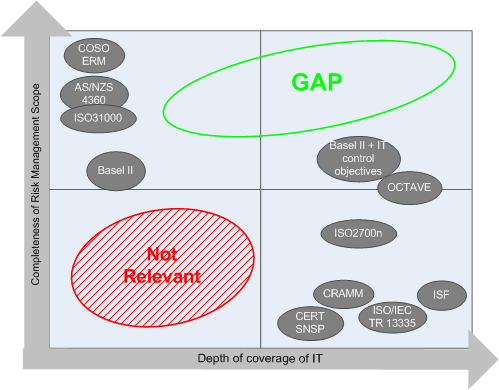 COSO
ERM
AS/NZS
4360
ISO31000
Basel II
GAP
Basel II + IT
control
objectives
OCTAVE
Not
Relevant
ISO2700n
CRAMM
ISF
CERT
SNSP
ISO/IEC
TR 13335
Completeness of Risk Management Scope
Depth of coverage of IT